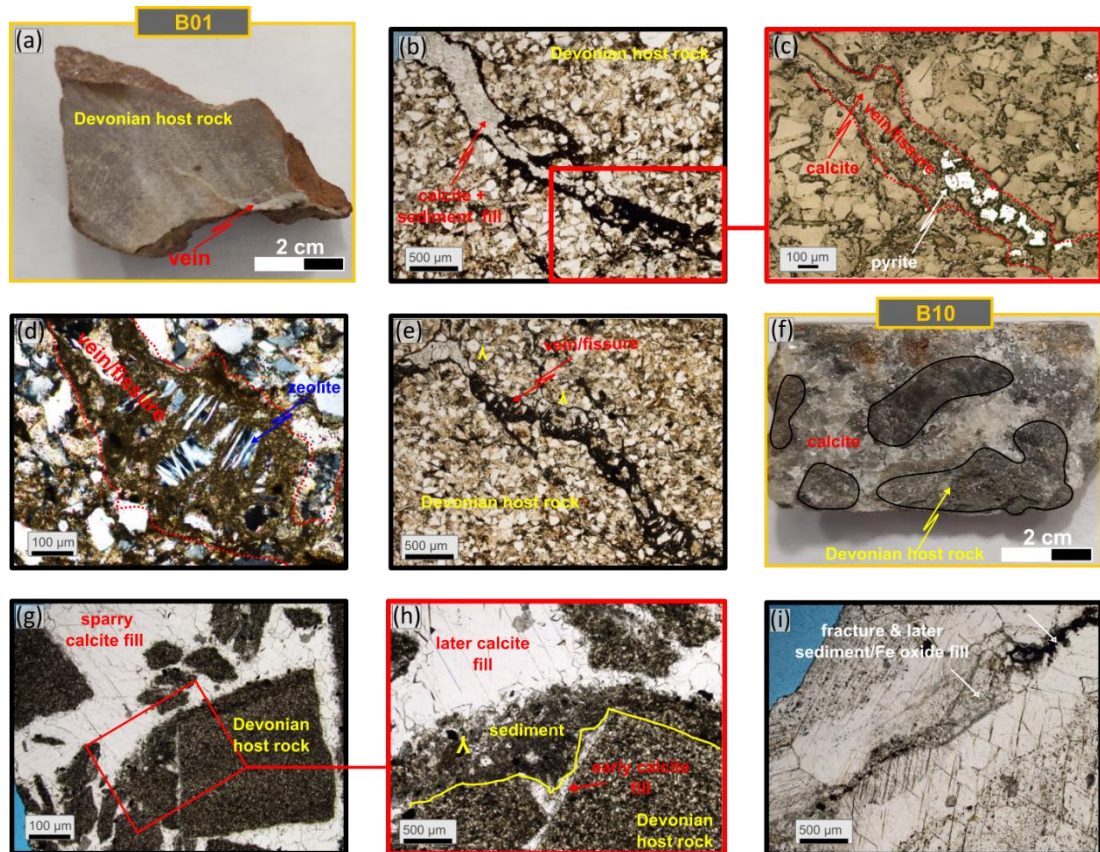 B01
(a)
Devonian host rock
vein
2 cm
(b)
Devonian host rock
calcite +
sediment fill
500 µm
(c)
vein/fissure
calcite
pyrite
100 µm
(d)
vein/fissure
zeolite
100 µm
(e)
vein/fissure
Devonian host rock
500 µm
B10
(f)
calcite
Devonian host rock
2 cm
(g)
sparry
calcite fill
Devonian
host rock
100 µm
(h)
later calcite
fill
sediment
early calcite
fill
Devonian
host rock
500 µm
(i)
fracture & later
sediment/Fe oxide fill
500 µm